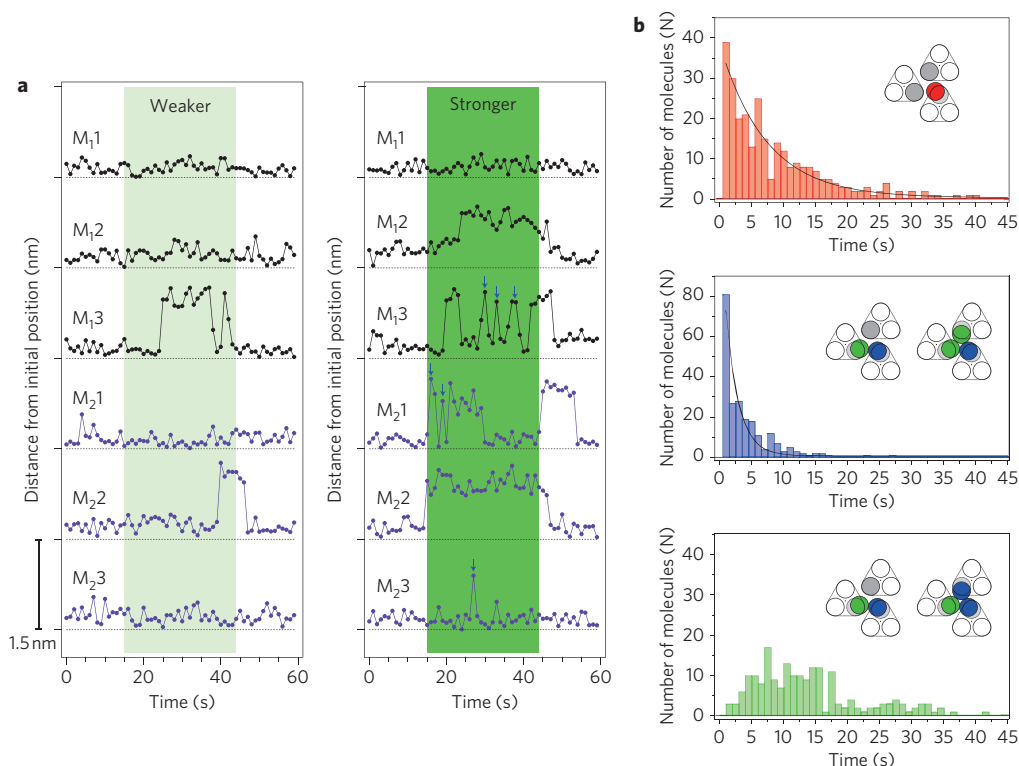 a
Distance from initial position (nm)
Weaker
M₁1
M₁2
M₁3
M₂1
M₂2
M₂3
1.5 nm
0 20 40 60
Time (s)
Distance from initial position (nm)
Stronger
M₁1
M₁2
M₁3
M₂1
M₂2
M₂3
0 20 40 60
Time (s)
b
Number of molecules (N)
40
30
20
10
0
0 5 10 15 20 25 30 35 40 45
Time (s)
Number of molecules (N)
80
60
40
20
0
0 5 10 15 20 25 30 35 40 45
Time (s)
Number of molecules (N)
40
30
20
10
0
0 5 10 15 20 25 30 35 40 45
Time (s)